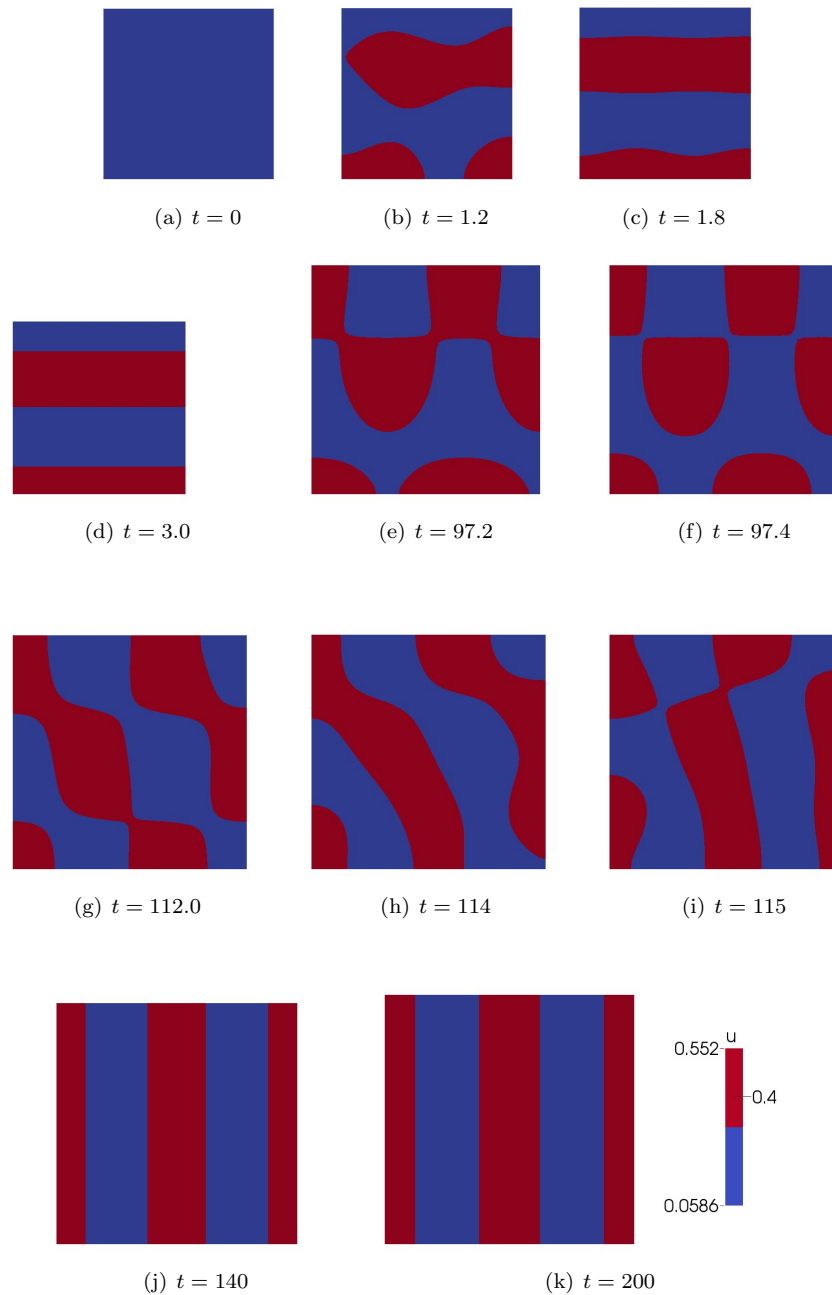 (a) t = 0
(b) t = 1.2
(c) t = 1.8
(d) t = 3.0
(e) t = 97.2
(f) t = 97.4
(g) t = 112.0
(h) t = 114
(i) t = 115
u
0.552
0.4
0.0586
(j) t = 140
(k) t = 200